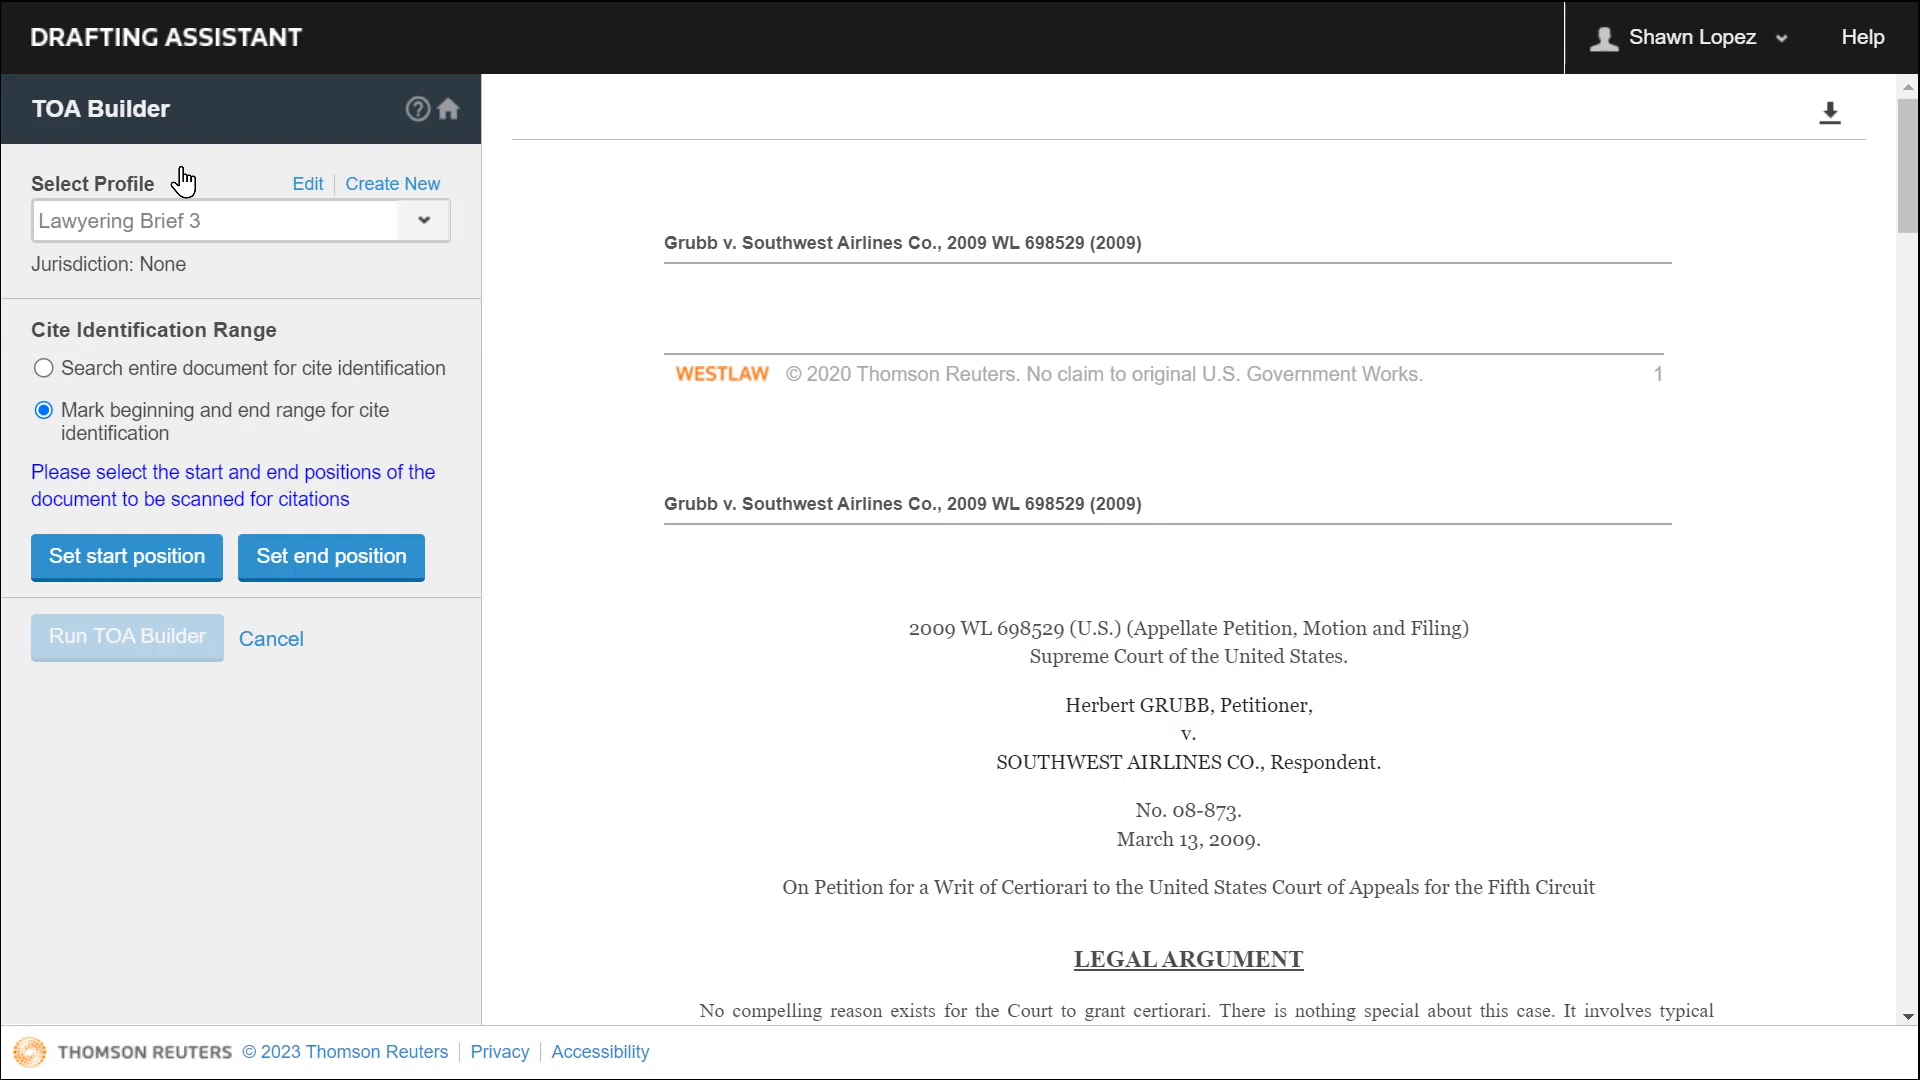 DRAFTING ASSISTANT
Shawn Lopez
Help
TOA Builder
Select Profile
Edit
Create New
Lawyering Brief 3
Jurisdiction: None
Cite Identification Range
Search entire document for cite identification
Mark beginning and end range for cite
identification
Please select the start and end positions of the
document to be scanned for citations
Set start position
Set end position
Run TOA Builder
Cancel
Grubb v. Southwest Airlines Co., 2009 WL 698529 (2009)
WESTLAW © 2020 Thomson Reuters. No claim to original U.S. Government Works. 1
Grubb v. Southwest Airlines Co., 2009 WL 698529 (2009)
2009 WL 698529 (U.S.) (Appellate Petition, Motion and Filing)
Supreme Court of the United States.
Herbert GRUBB, Petitioner,
v.
SOUTHWEST AIRLINES CO., Respondent.
No. 08-873.
March 13, 2009.
On Petition for a Writ of Certiorari to the United States Court of Appeals for the Fifth Circuit
LEGAL ARGUMENT
No compelling reason exists for the Court to grant certiorari. There is nothing special about this case. It involves typical
THOMSON REUTERS © 2023 Thomson Reuters Privacy Accessibility